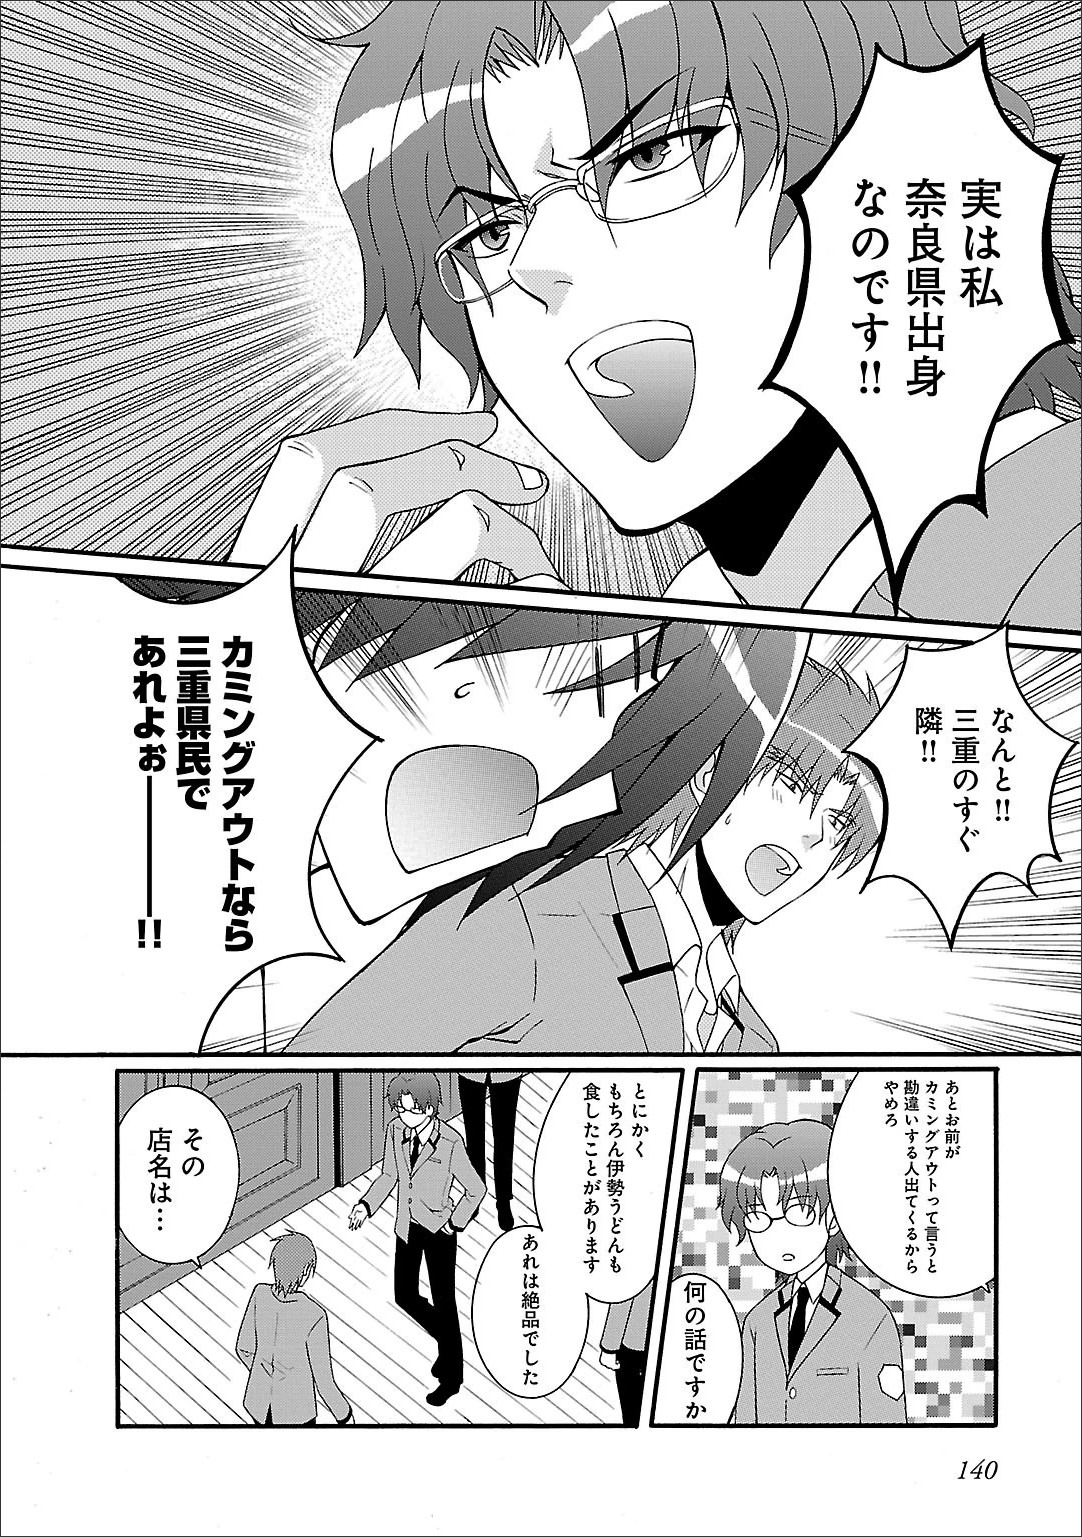 実は私
奈良県出身
なのです!!
なんと!!
三重のすぐ
隣!!
カミングアウトなら
三重県民で
あれよぉ――――!!
あとお前が
カミングアウトって言うと
勘違いする人出てくるから
やめろ
何の話ですか
とにかく
もちろん伊勢うどんも
食したことがあります
あれは絶品でした
その
店名は…
140